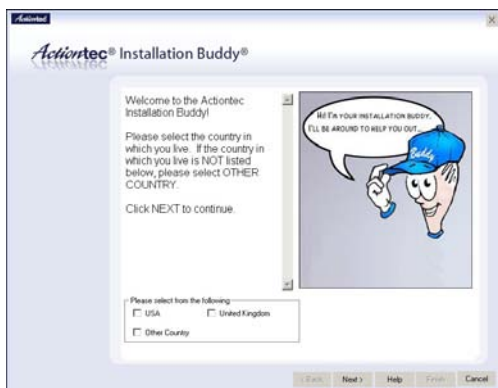 Actiontec
Actiontec® Installation Buddy®
Welcome to the Actiontec
Installation Buddy!
Please select the country in
which you live. If the country in
which you live is NOT listed
below, please select OTHER
COUNTRY.
Click NEXT to continue.
HI! I'M YOUR INSTALLATION BUDDY.
I'LL BE AROUND TO HELP YOU OUT...
Buddy
Please select from the following
USA
United Kingdom
Other Country
< Back
Next >
Help
Finish
Cancel